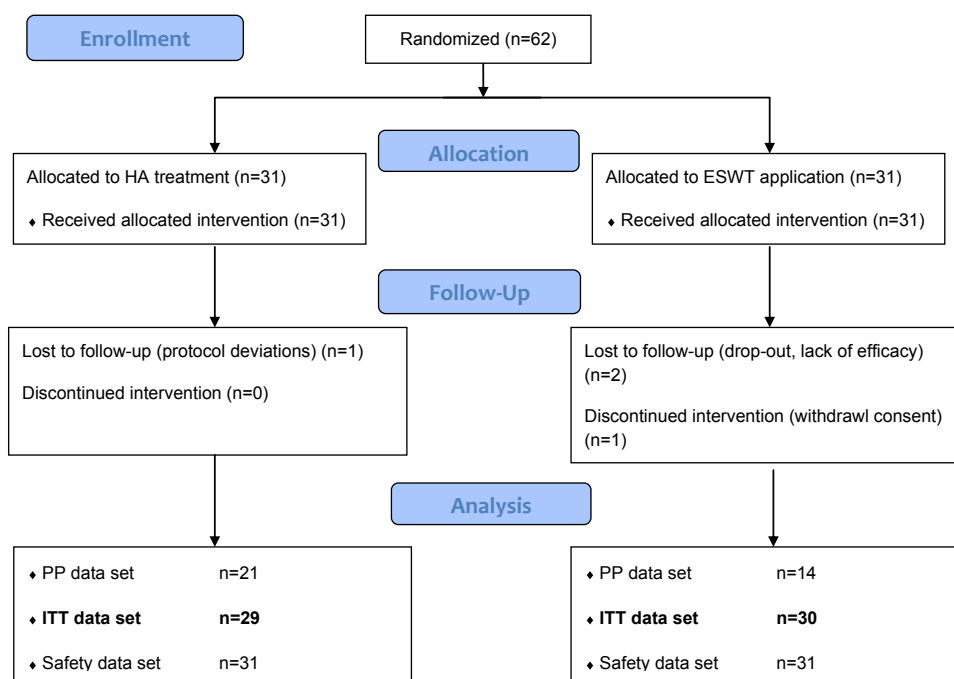 Enrollment
Randomized (n=62)
Allocation
Allocated to HA treatment (n=31)
♦ Received allocated intervention (n=31)
Allocated to ESWT application (n=31)
♦ Received allocated intervention (n=31)
Follow-Up
Lost to follow-up (protocol deviations) (n=1)
Discontinued intervention (n=0)
Lost to follow-up (drop-out, lack of efficacy)
(n=2)
Discontinued intervention (withdrawl consent)
(n=1)
Analysis
♦ PP data set n=21
♦ ITT data set n=29
♦ Safety data set n=31
♦ PP data set n=14
♦ ITT data set n=30
♦ Safety data set n=31